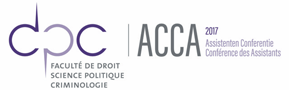 dpc
FACULTÉ DE DROIT
SCIENCE POLITIQUE
CRIMINOLOGIE
ACCA
2017
Assistenten Conferentie
Conférence des Assistants